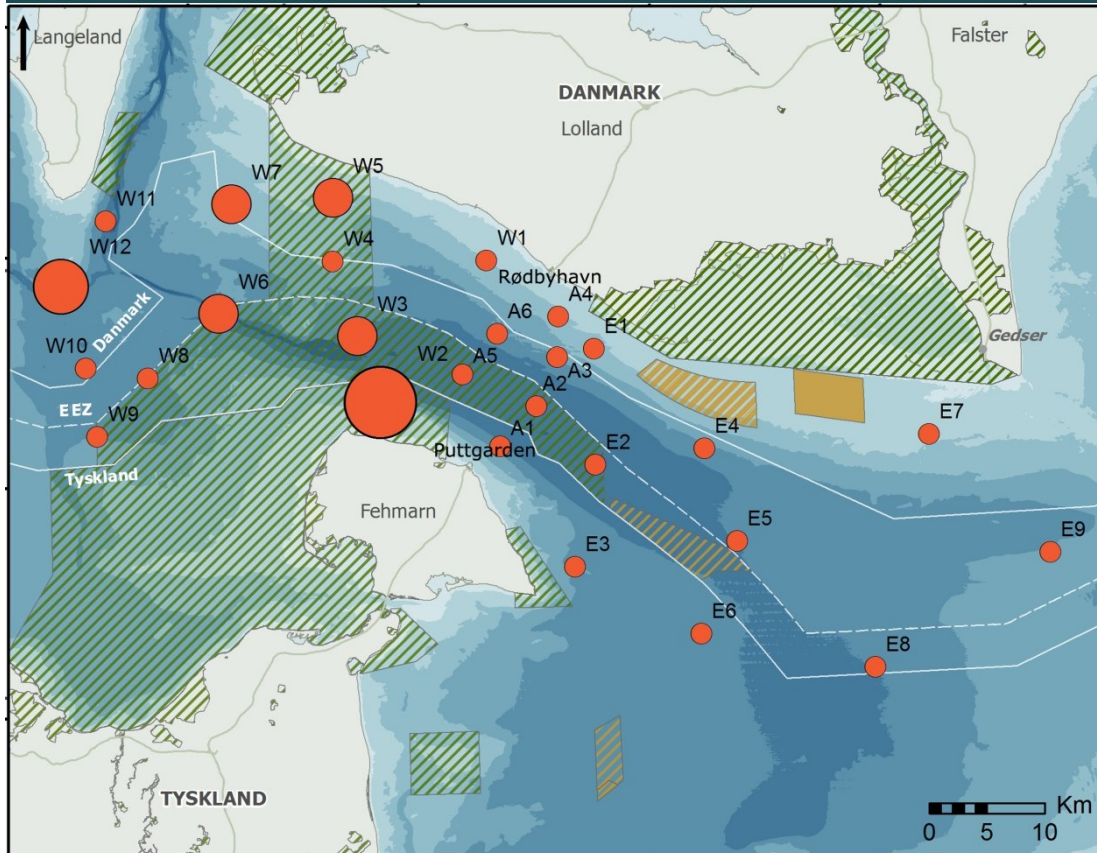 Langeland
Falster
DANMARK
Lolland
W7
W5
W11
W12
W4
W1
Rødbyhavn
W6
W3
A6
A4
E1
Danmark
W10
W8
W2
A5
A3
A2
Gedser
EEZ
W9
A1
E4
E7
Puttgarden
E2
Tyskland
Fehmarn
E5
E9
E3
E6
E8
TYSKLAND
Km
0 5 10